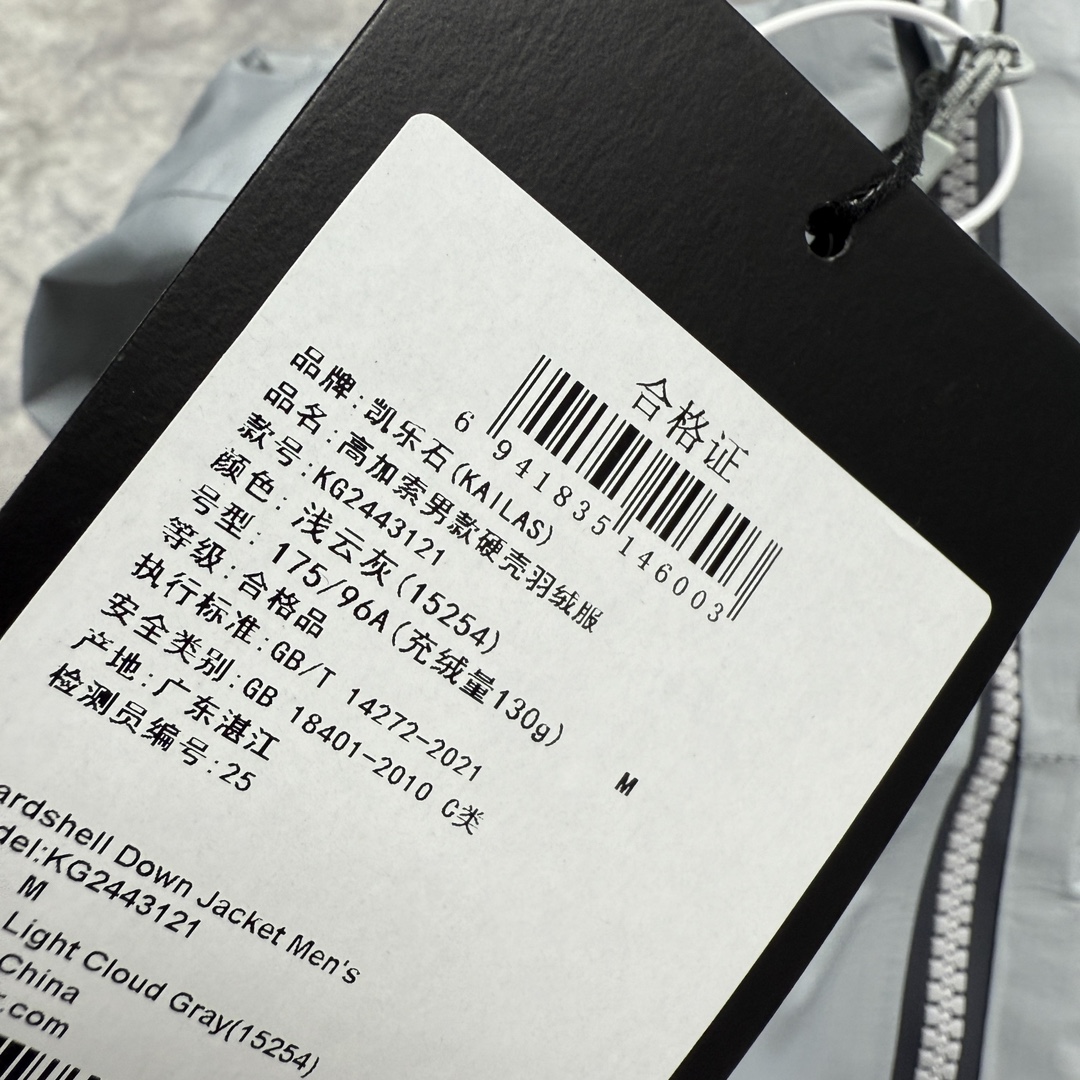 合格证
6 941835 146003
品牌:凯乐石(KAILAS)
品名:高加索男款硬壳羽绒服
款号:KG2443121
颜色:浅云灰(15254)
号型:175/96A(充绒量130g)
M
等级:合格品
执行标准:GB/T 14272-2021
安全类别:GB 18401-2010 C类
产地:广东湛江
检测员编号:25
ardshell Down Jacket Men's
del:KG2443121
M
Light Cloud Gray(15254)
China
.com